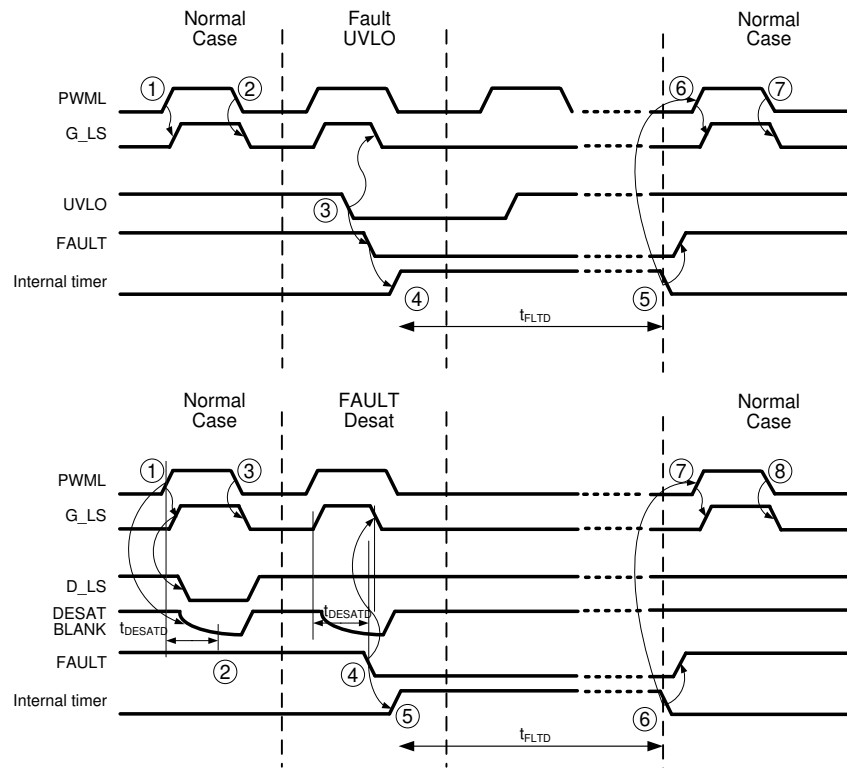 Normal
Case
Fault
UVLO
Normal
Case
PWML
① ② ⑥ ⑦
G_LS
UVLO
③
FAULT
Internal timer
④ ⑤
tFLTD
Normal
Case
FAULT
Desat
Normal
Case
PWML
① ③ ⑦ ⑧
G_LS
D_LS
DESAT
BLANK
tDESATD
tDESATD
FAULT
② ④
Internal timer
⑤ ⑥
tFLTD